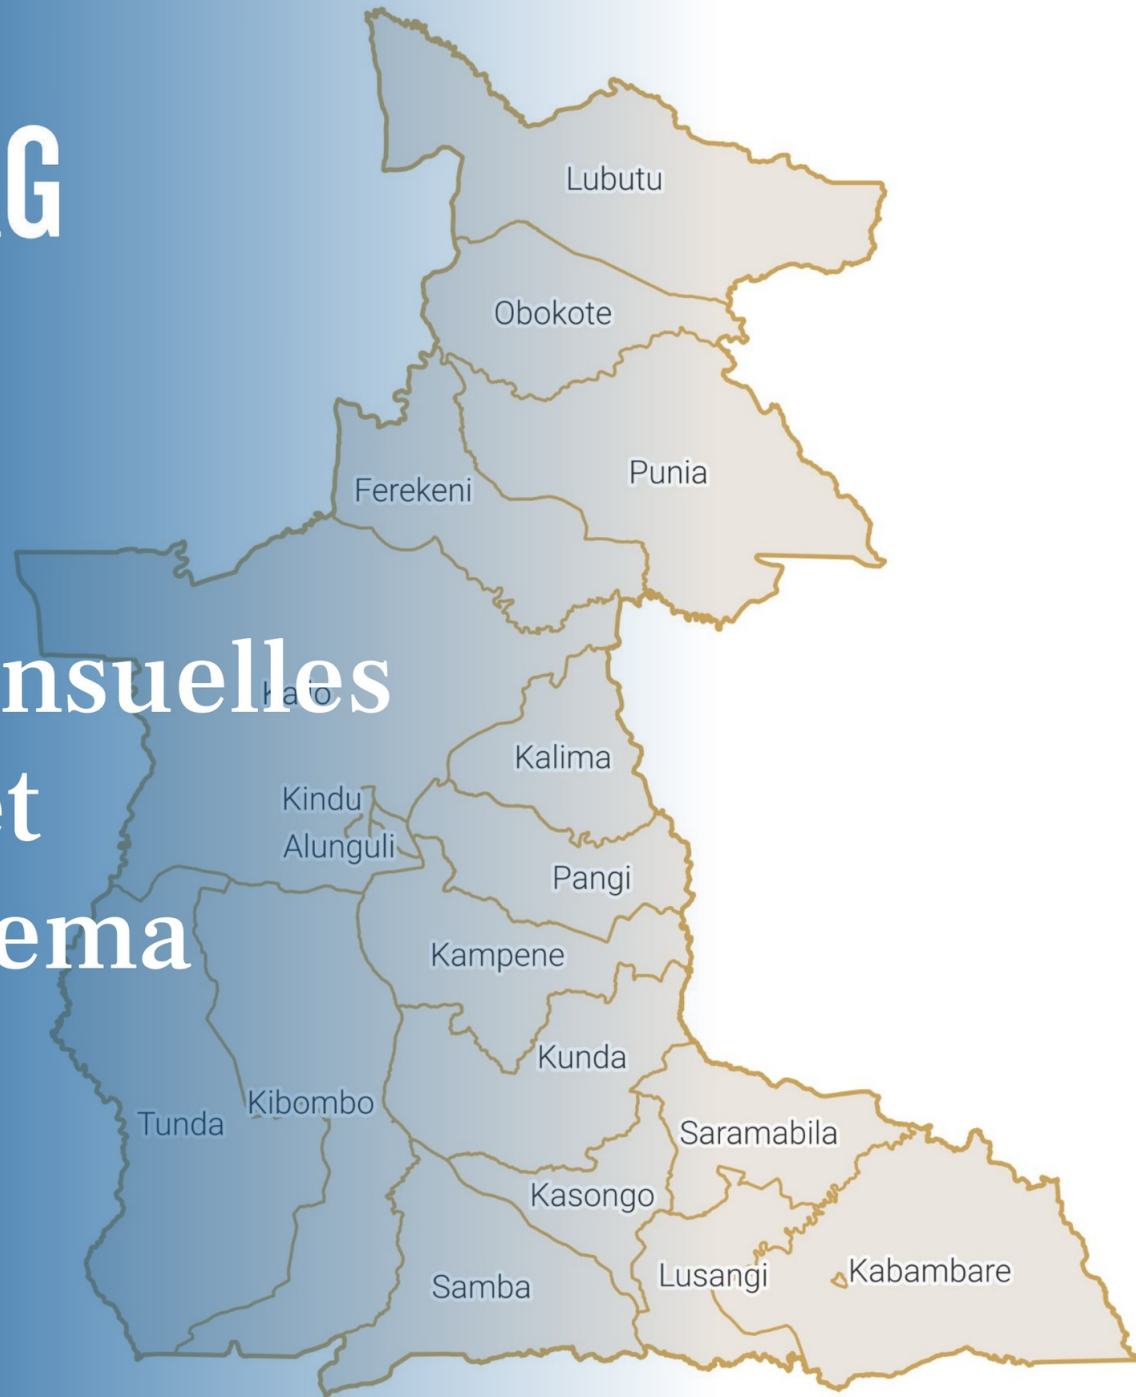 G
Lubutu
Obokote
Punia
Ferekeni
nsuelles
Kalima
Kindu
et
Alunguli
Pangi
ema
Kampene
Kunda
Kibombo
Tunda
Saramabila
Kasongo
Lusangi
Kabambare
Samba